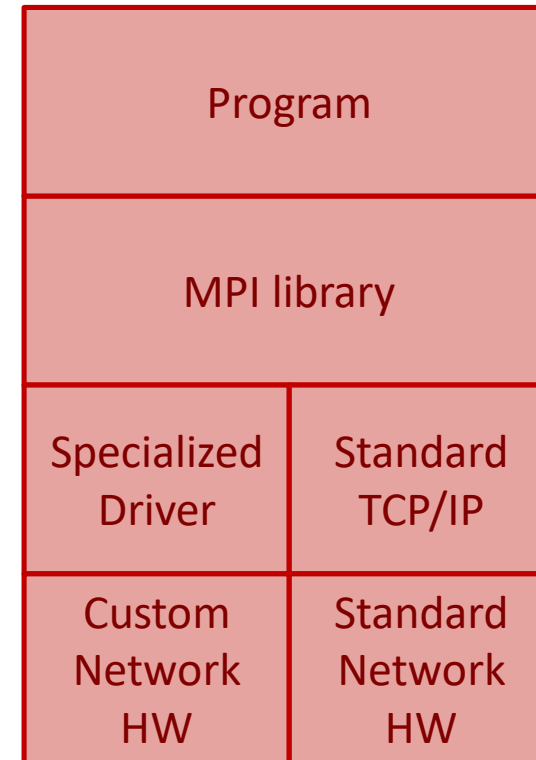 Program
MPI library
Specialized
Driver
Standard
TCP/IP
Custom
Network
HW
Standard
Network
HW